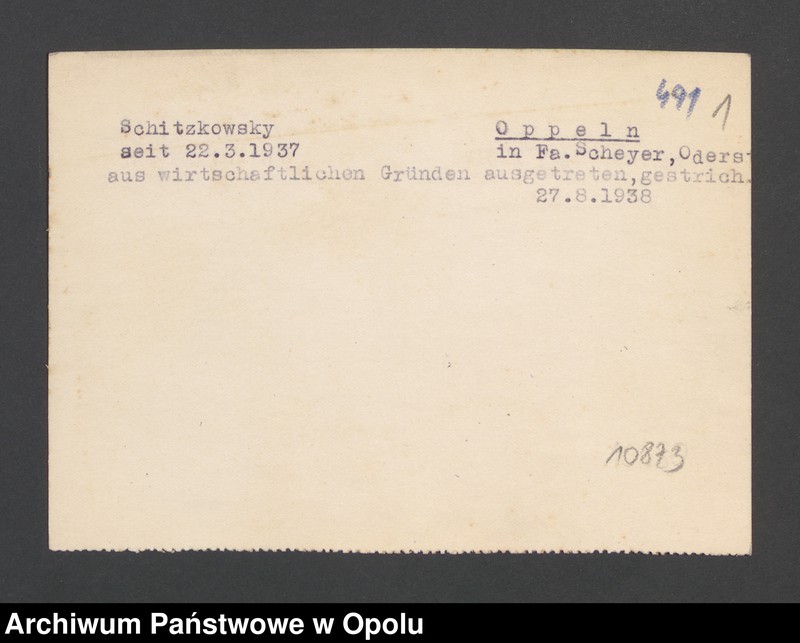 491 1
Schitzkowsky O p p e l n
seit 22.3.1937 in Fa.Scheyer,Oders
aus wirtschaftlichen Gründen ausgetreten,gestrich.
27.8.1938
10873
Archiwum Państwowe w Opolu